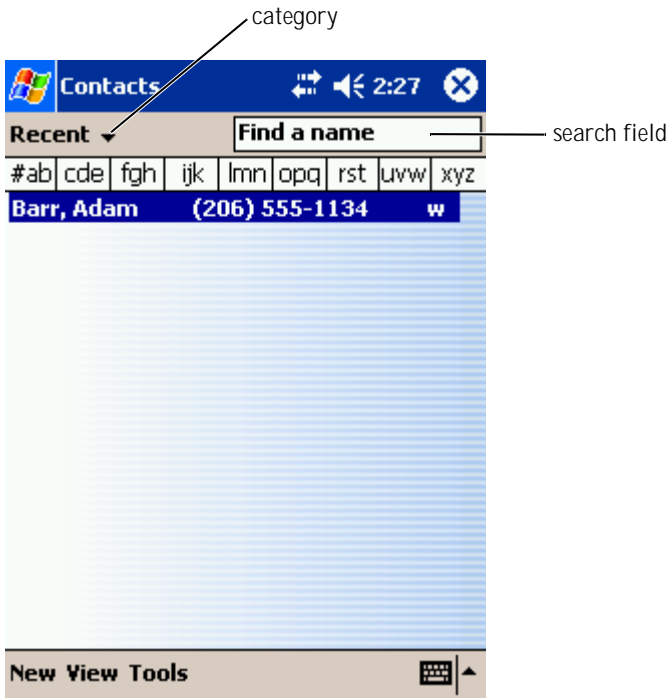 category
Contacts 2:27
Recent Find a name
search field
#ab cde fgh ijk lmn opq rst uvw xyz
Barr, Adam (206) 555-1134 w
New View Tools